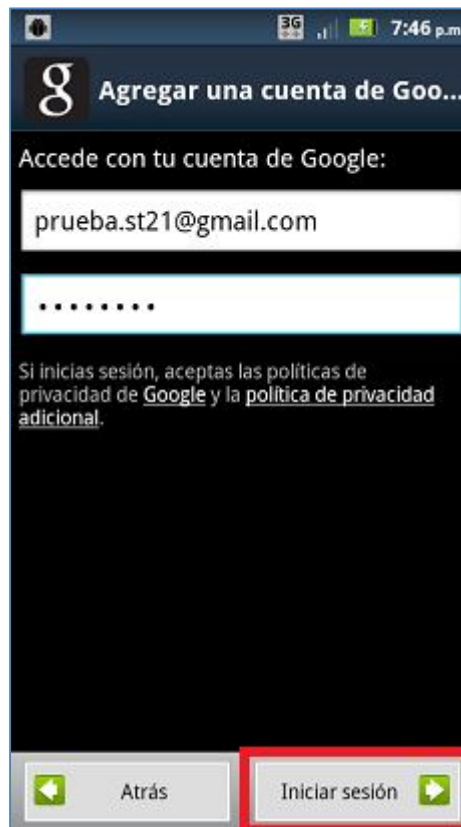 3G 7:46 p.m
g Agregar una cuenta de Goo...
Accede con tu cuenta de Google:
prueba.st21@gmail.com
••••••••
Si inicias sesión, aceptas las políticas de
privacidad de Google y la política de privacidad
adicional.
Atrás Iniciar sesión